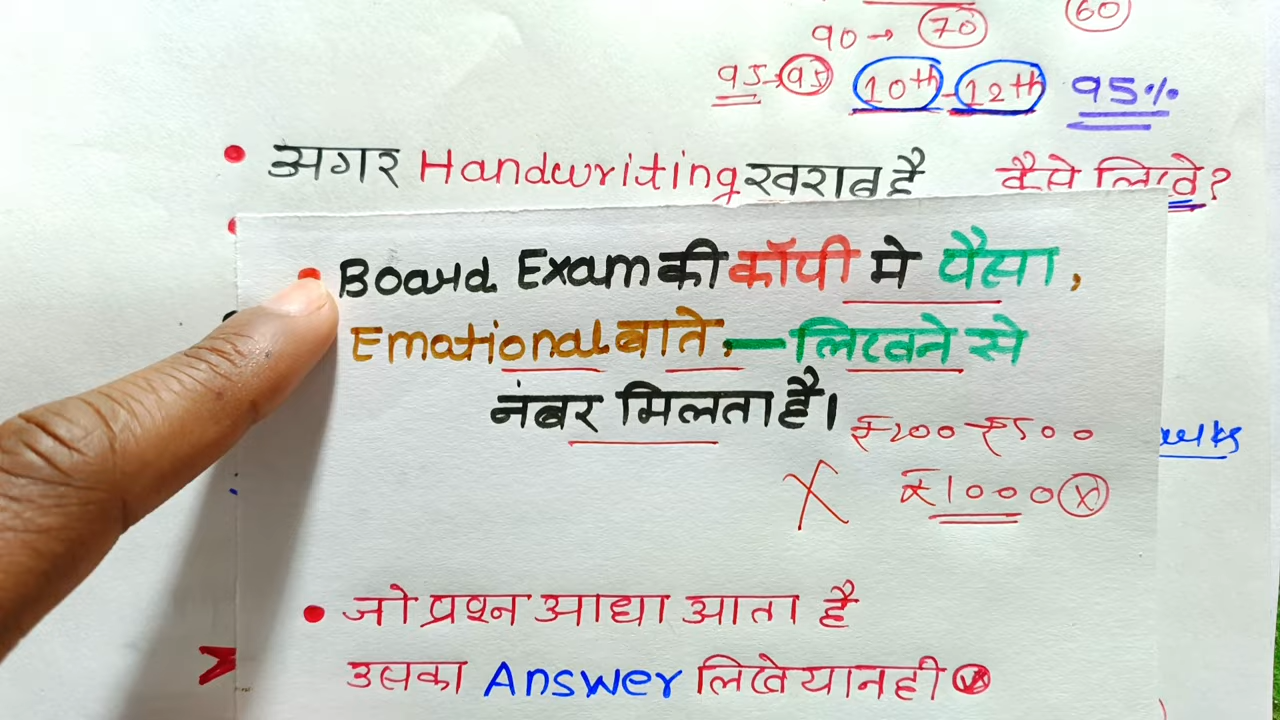 90 → 70 60
95 → 95 10th - 12th 95%
• अगर Handwriting खराब है कैसे लिखे?
• Board Exam की कॉपी मे पैसा,
Emational बाते, — लिखने से
नंबर मिलता है।
₹200 - ₹500
X ₹1000 X
• जो प्रश्न आधा आता है
उसका Answer लिखे या नही